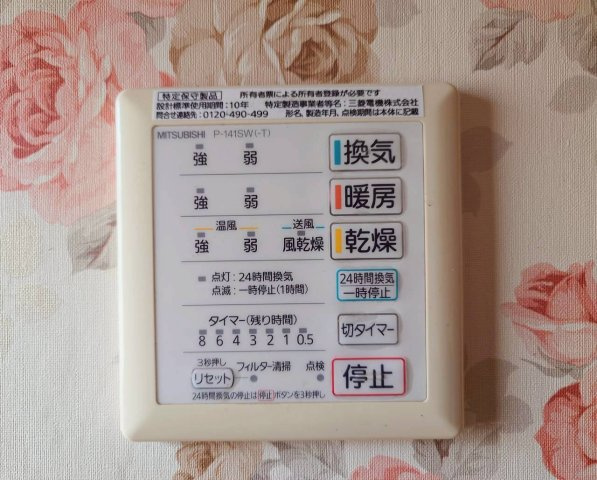 特定保守製品 所有者票による所有者登録が必要です
設計標準使用期間:10年 特定製造事業者等名:三菱電機株式会社
問合せ連絡先:0120-490-499 形名、製造年月、点検期間は本体に記載
MITSUBISHI P-141SW(-T)
強 弱 換気
強 弱 暖房
温風 送風
強 弱 風乾燥 乾燥
点灯:24時間換気 24時間換気
点滅:一時停止(1時間) 一時停止
タイマー(残り時間) 切タイマー
8 6 4 3 2 1 0.5
3秒押し フィルター清掃 点検
リセット 停止
24時間換気の停止は停止ボタンを3秒押し